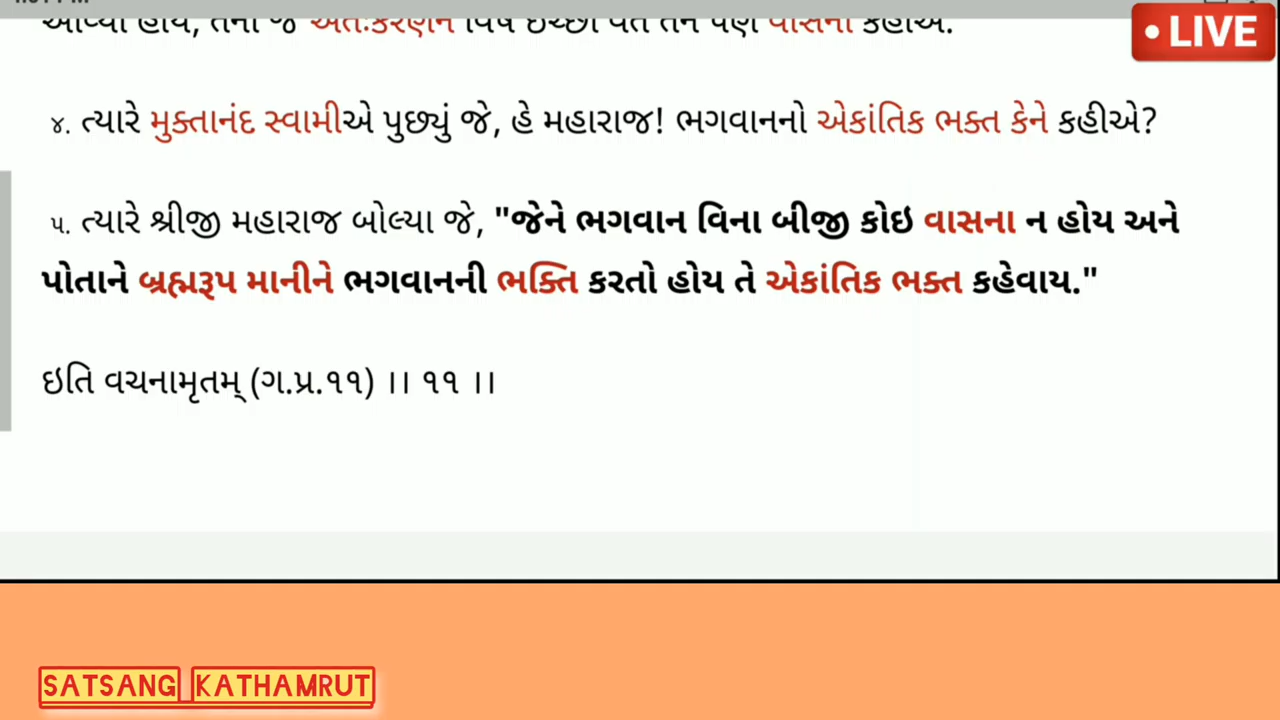 LIVE
૪. ત્યારે મુક્તાનંદ સ્વામીએ પુછ્યું જે, હે મહારાજ! ભગવાનનો એકાંતિક ભક્ત કેને કહીએ?
૫. ત્યારે શ્રીજી મહારાજ બોલ્યા જે, "જેને ભગવાન વિના બીજી કોઇ વાસના ન હોય અને
પોતાને બ્રહ્મરૂપ માનીને ભગવાનની ભક્તિ કરતો હોય તે એકાંતિક ભક્ત કહેવાય."
ઇતિ વચનામૃતમ્ (ગ.પ્ર.૧૧) ।। ૧૧ ।।
SATSANG KATHAMRUT